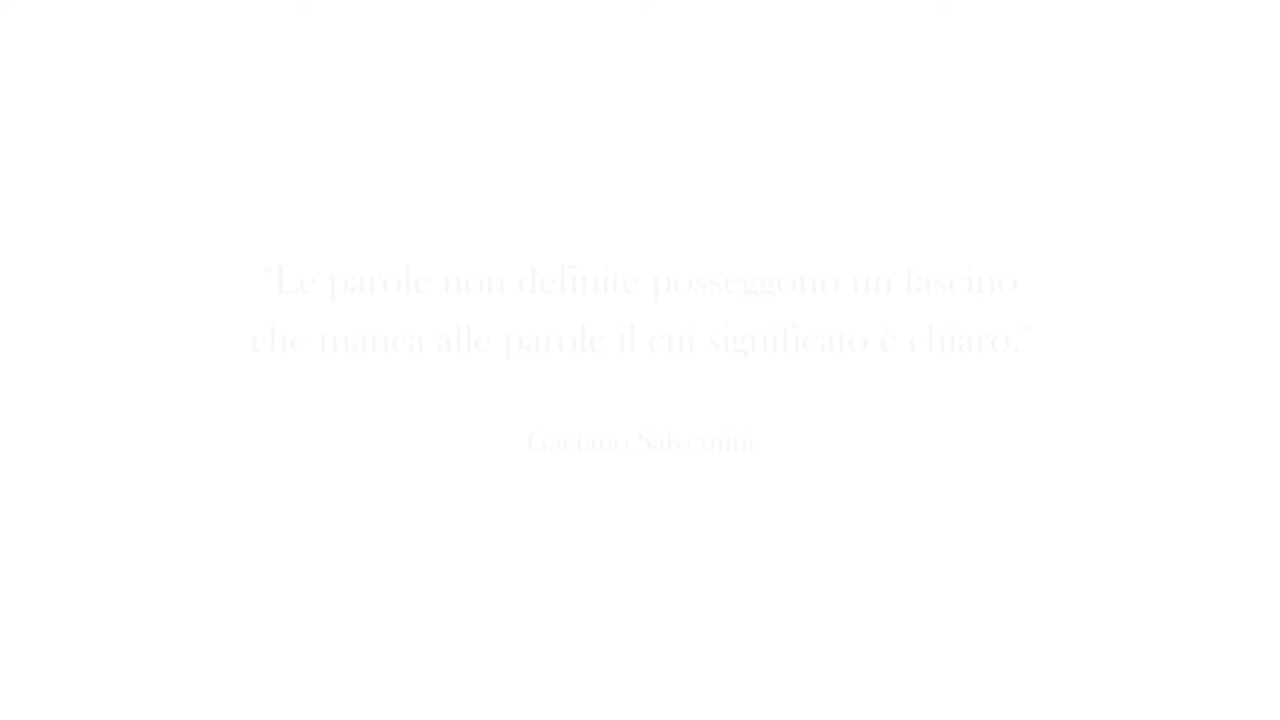 "Le parole non definite posseggono un fascino
che manca alle parole il cui significato è chiaro."
Gaetano Salvemini